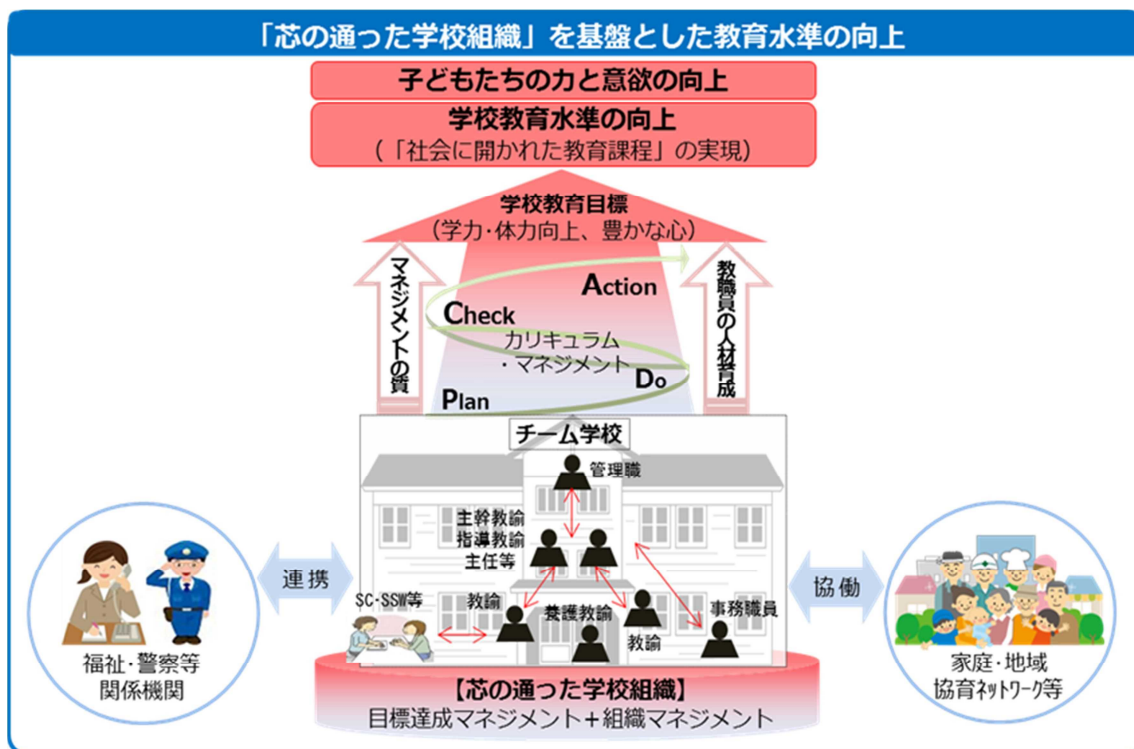 「芯の通った学校組織」を基盤とした教育水準の向上
子どもたちの力と意欲の向上
学校教育水準の向上
(「社会に開かれた教育課程」の実現)
学校教育目標
(学力・体力向上、豊かな心)
マネジメントの質
教職員の人材育成
Action
Check
カリキュラム
・マネジメント
Do
Plan
チーム学校
管理職
主幹教諭
指導教諭
主任等
SC・SSW等
教諭
養護教諭
教諭
事務職員
連携
協働
福祉・警察等
関係機関
家庭・地域
協育ネットワーク等
【芯の通った学校組織】
目標達成マネジメント+組織マネジメント